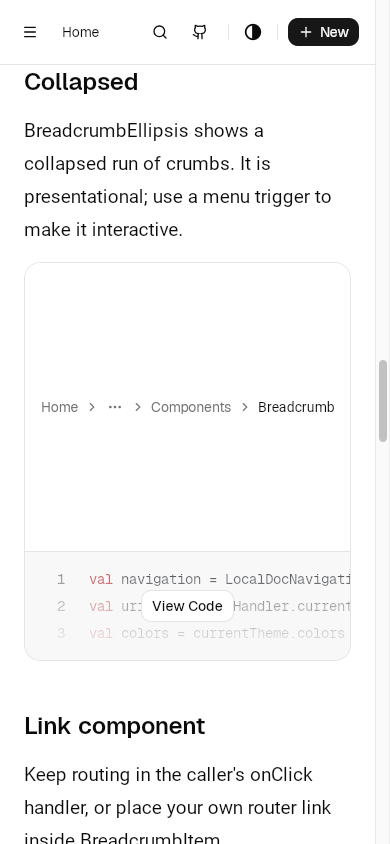 Home
New
Collapsed
BreadcrumbEllipsis shows a
collapsed run of crumbs. It is
presentational; use a menu trigger to
make it interactive.
Home ··· Components Breadcrumb
1 val navigation = LocalDocNavigati
2 val uri Handler.current
View Code
3 val colors = currentTheme.colors
Link component
Keep routing in the caller's onClick
handler, or place your own router link
inside BreadcrumbItem.